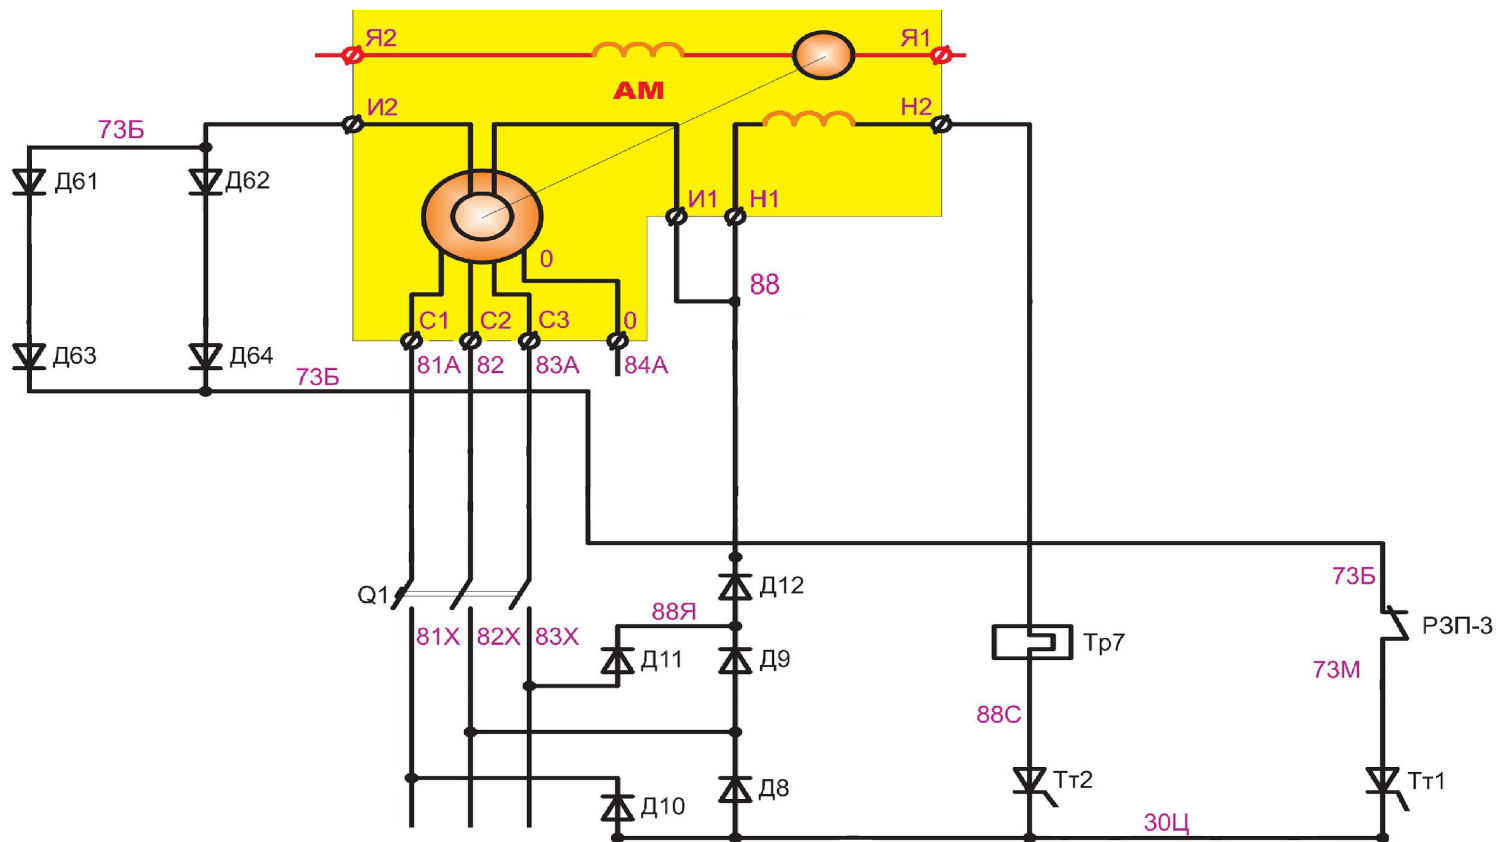 Я2
Я1
АМ
И2
Н2
73Б
Д61
Д62
И1
Н1
0
88
С1
С2
С3
0
Д63
Д64
81А
82
83А
84А
73Б
73Б
Д12
Q1
88Я
81Х
82Х
83Х
Д11
Д9
Тр7
РЗП-3
73М
88С
Д10
Д8
Тт2
Тт1
30Ц